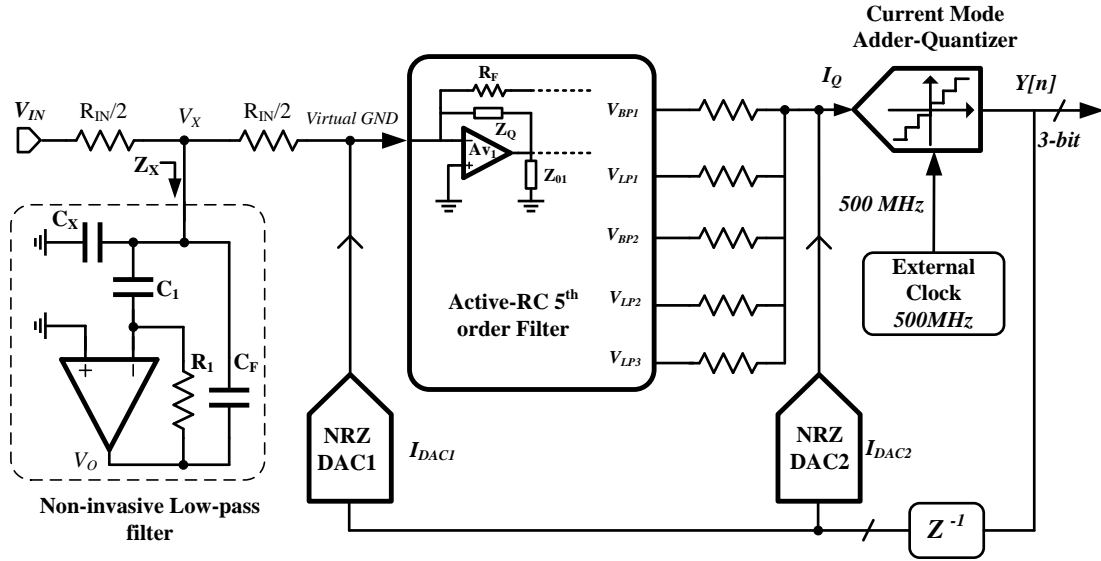 Current Mode
Adder-Quantizer
V_IN
R_IN/2
V_X
R_IN/2
Virtual GND
R_F
Z_Q
Av_1
Z_01
V_BP1
V_LP1
V_BP2
V_LP2
V_LP3
I_Q
Y[n]
3-bit
500 MHz
External
Clock
500MHz
Z_X
C_X
C_1
R_1
C_F
+
−
V_O
Non-invasive Low-pass
filter
Active-RC 5th
order Filter
−
+
NRZ
DAC1
I_DAC1
NRZ
DAC2
I_DAC2
Z -1